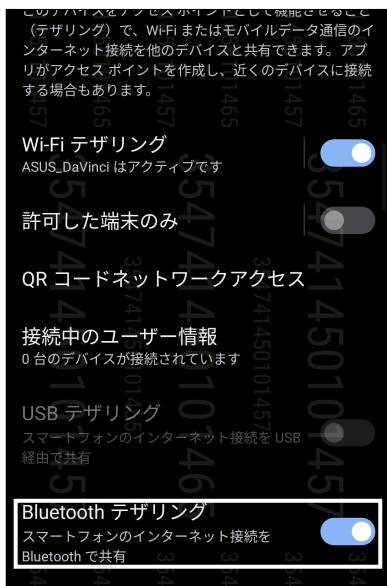 このデバイスをアクセス ポイントとして機能させること
（テザリング）で、Wi-Fi またはモバイルデータ通信のイ
ンターネット接続を他のデバイスと共有できます。アプ
リがアクセス ポイントを作成し、近くのデバイスに接続
する場合もあります。
Wi-Fi テザリング
ASUS_DaVinci はアクティブです
許可した端末のみ
QR コードネットワークアクセス
接続中のユーザー情報
0 台のデバイスが接続されています
USB テザリング
スマートフォンのインターネット接続を USB
経由で共有
Bluetooth テザリング
スマートフォンのインターネット接続を
Bluetooth で共有